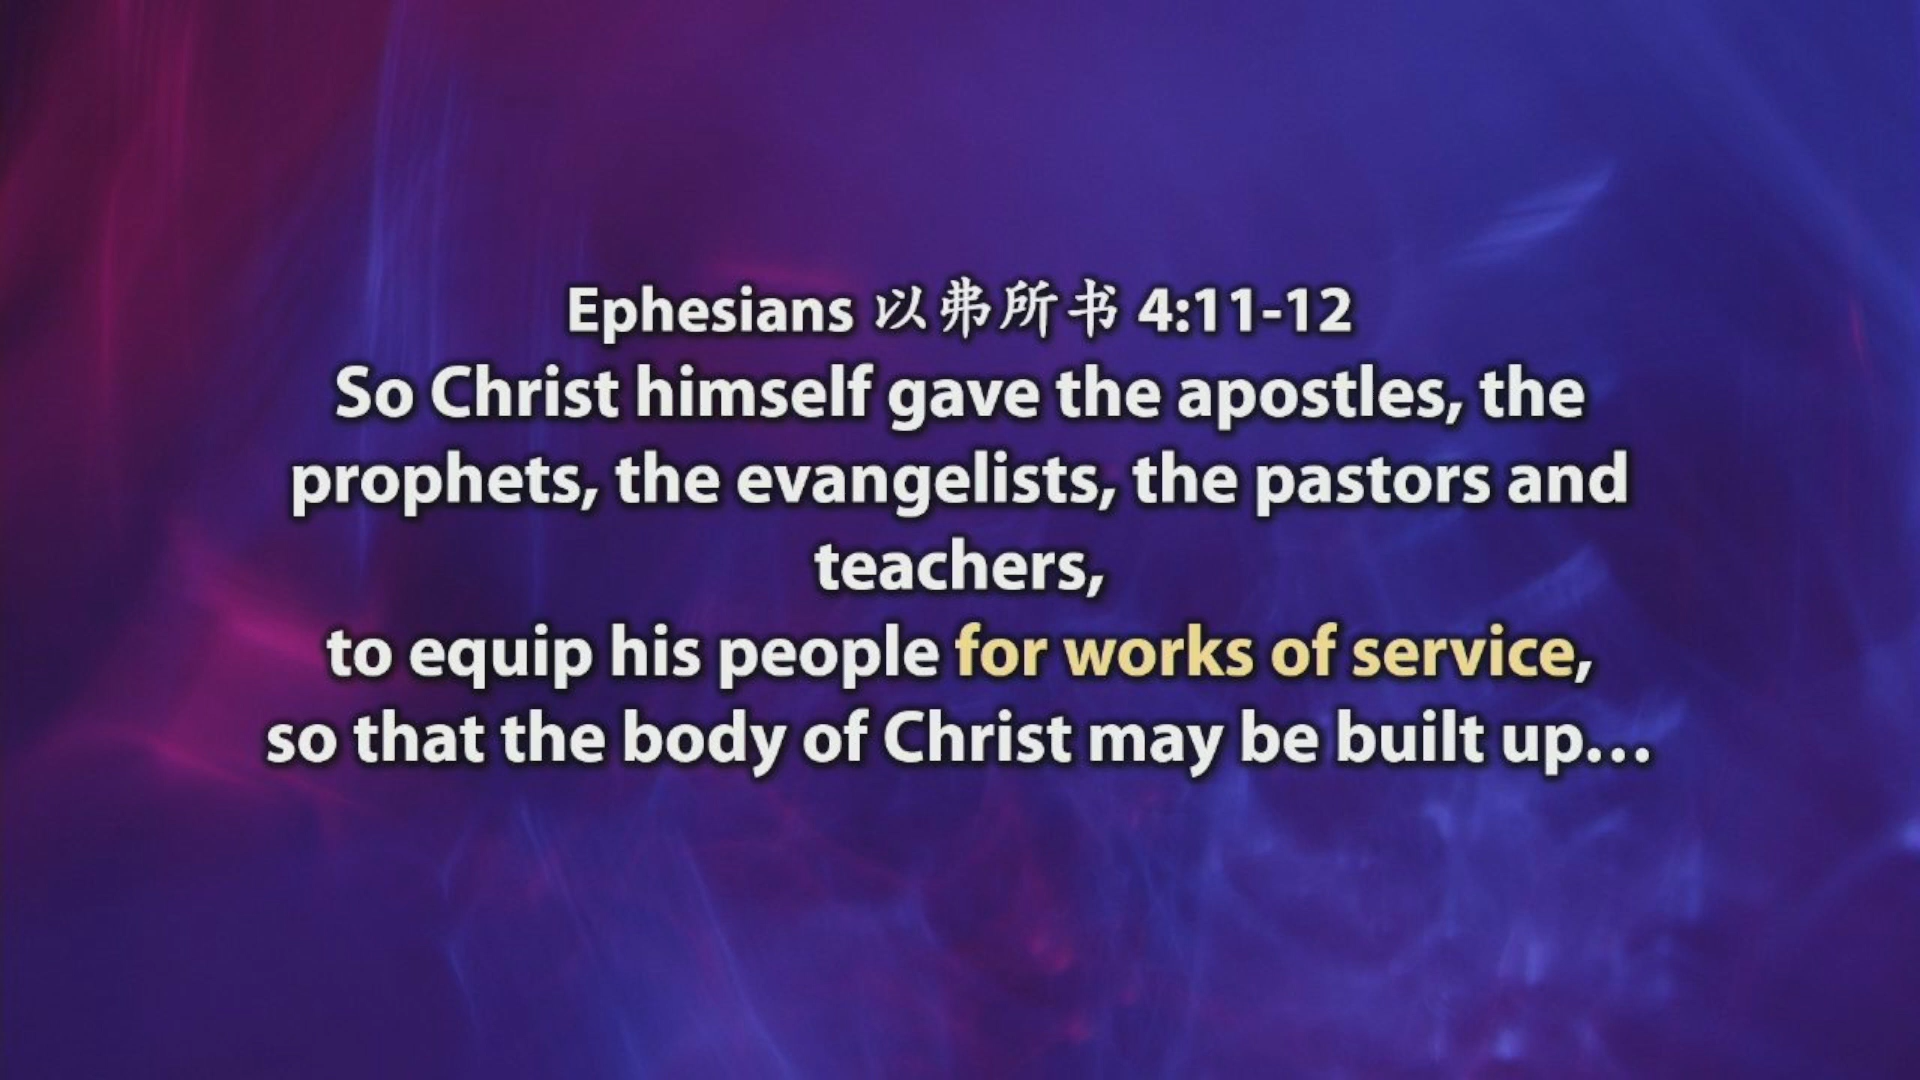 Ephesians 以弗所书 4:11-12
So Christ himself gave the apostles, the
prophets, the evangelists, the pastors and
teachers,
to equip his people for works of service,
so that the body of Christ may be built up…